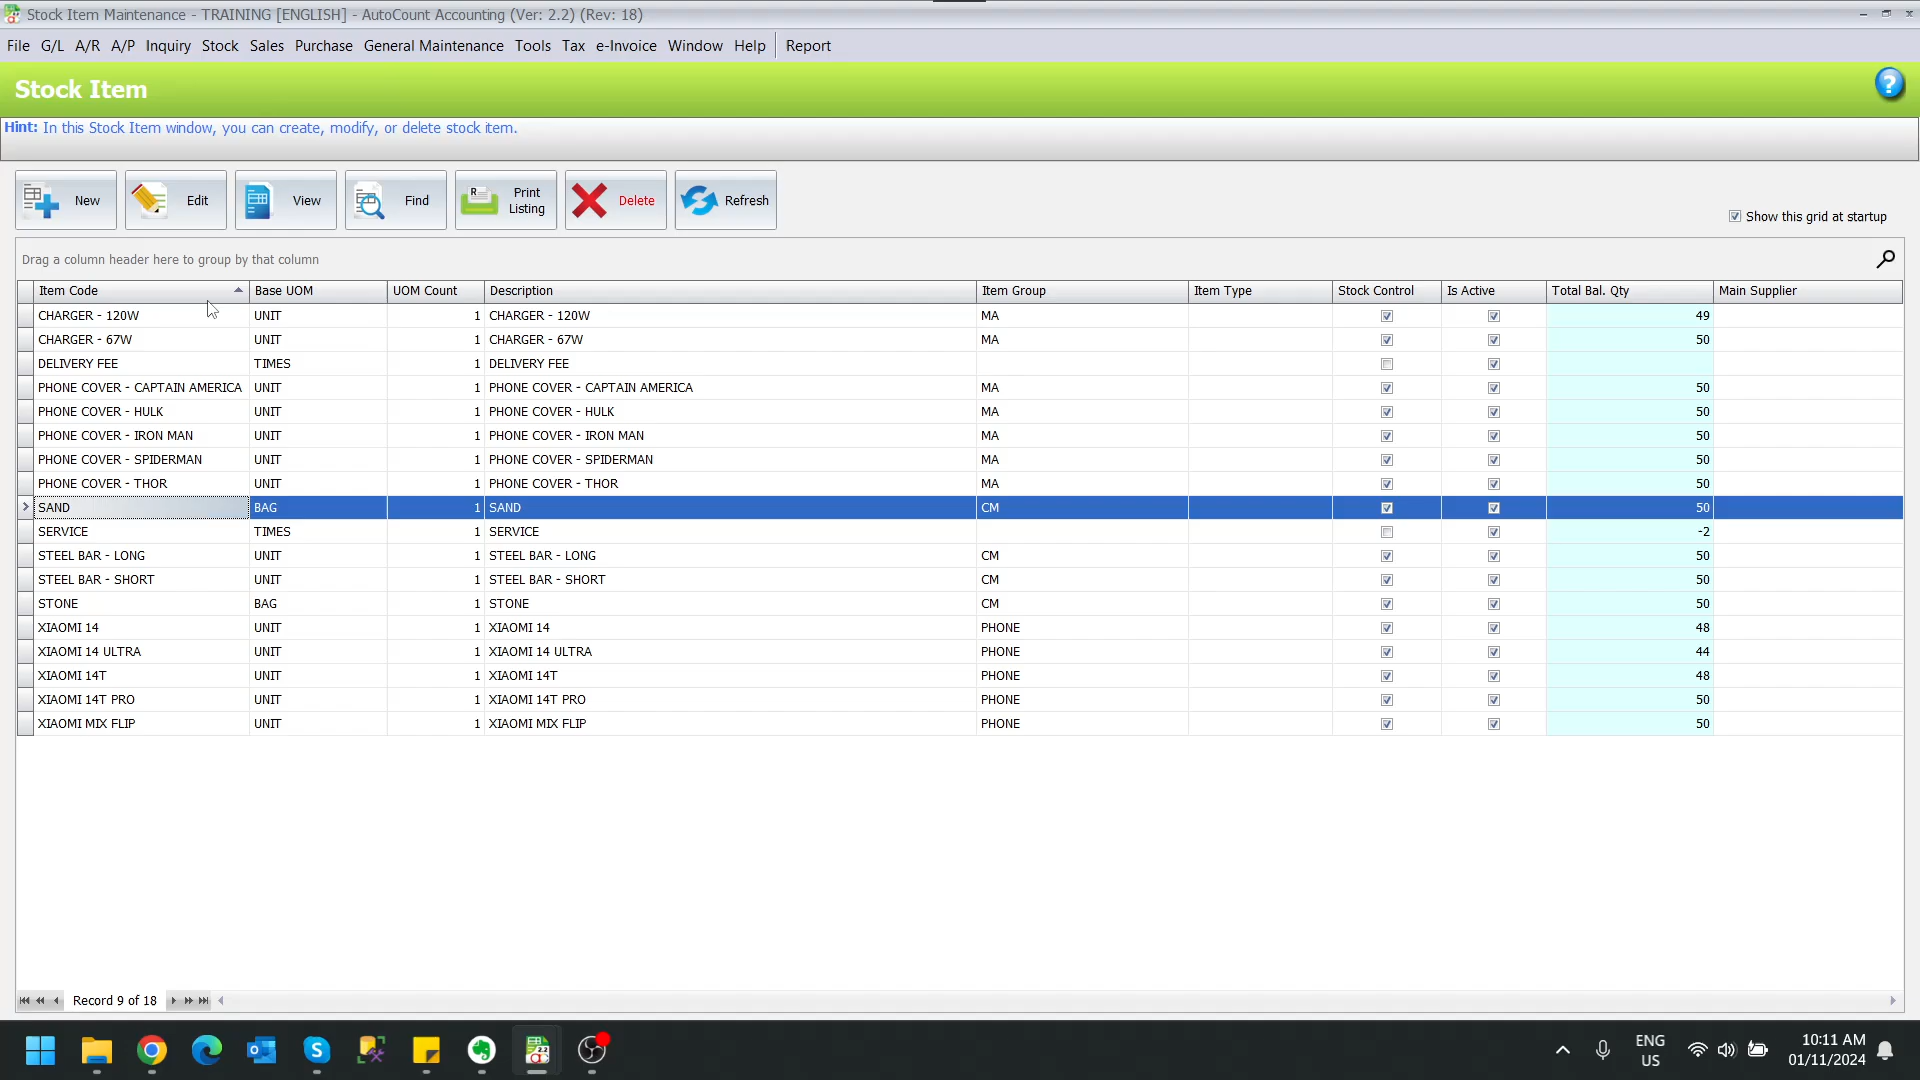 Stock Item Maintenance - TRAINING [ENGLISH] - AutoCount Accounting (Ver: 2.2) (Rev: 18)
File G/L A/R A/P Inquiry Stock Sales Purchase General Maintenance Tools Tax e-Invoice Window Help Report
Stock Item
Hint: In this Stock Item window, you can create, modify, or delete stock item.
New Edit View Find Print Listing Delete Refresh
Show this grid at startup
Drag a column header here to group by that column
Item Code Base UOM UOM Count Description Item Group Item Type Stock Control Is Active Total Bal. Qty Main Supplier
CHARGER - 120W UNIT 1 CHARGER - 120W MA 49
CHARGER - 67W UNIT 1 CHARGER - 67W MA 50
DELIVERY FEE TIMES 1 DELIVERY FEE
PHONE COVER - CAPTAIN AMERICA UNIT 1 PHONE COVER - CAPTAIN AMERICA MA 50
PHONE COVER - HULK UNIT 1 PHONE COVER - HULK MA 50
PHONE COVER - IRON MAN UNIT 1 PHONE COVER - IRON MAN MA 50
PHONE COVER - SPIDERMAN UNIT 1 PHONE COVER - SPIDERMAN MA 50
PHONE COVER - THOR UNIT 1 PHONE COVER - THOR MA 50
SAND BAG 1 SAND CM 50
SERVICE TIMES 1 SERVICE -2
STEEL BAR - LONG UNIT 1 STEEL BAR - LONG CM 50
STEEL BAR - SHORT UNIT 1 STEEL BAR - SHORT CM 50
STONE BAG 1 STONE CM 50
XIAOMI 14 UNIT 1 XIAOMI 14 PHONE 48
XIAOMI 14 ULTRA UNIT 1 XIAOMI 14 ULTRA PHONE 44
XIAOMI 14T UNIT 1 XIAOMI 14T PHONE 48
XIAOMI 14T PRO UNIT 1 XIAOMI 14T PRO PHONE 50
XIAOMI MIX FLIP UNIT 1 XIAOMI MIX FLIP PHONE 50
Record 9 of 18
ENG 10:11 AM
US 01/11/2024